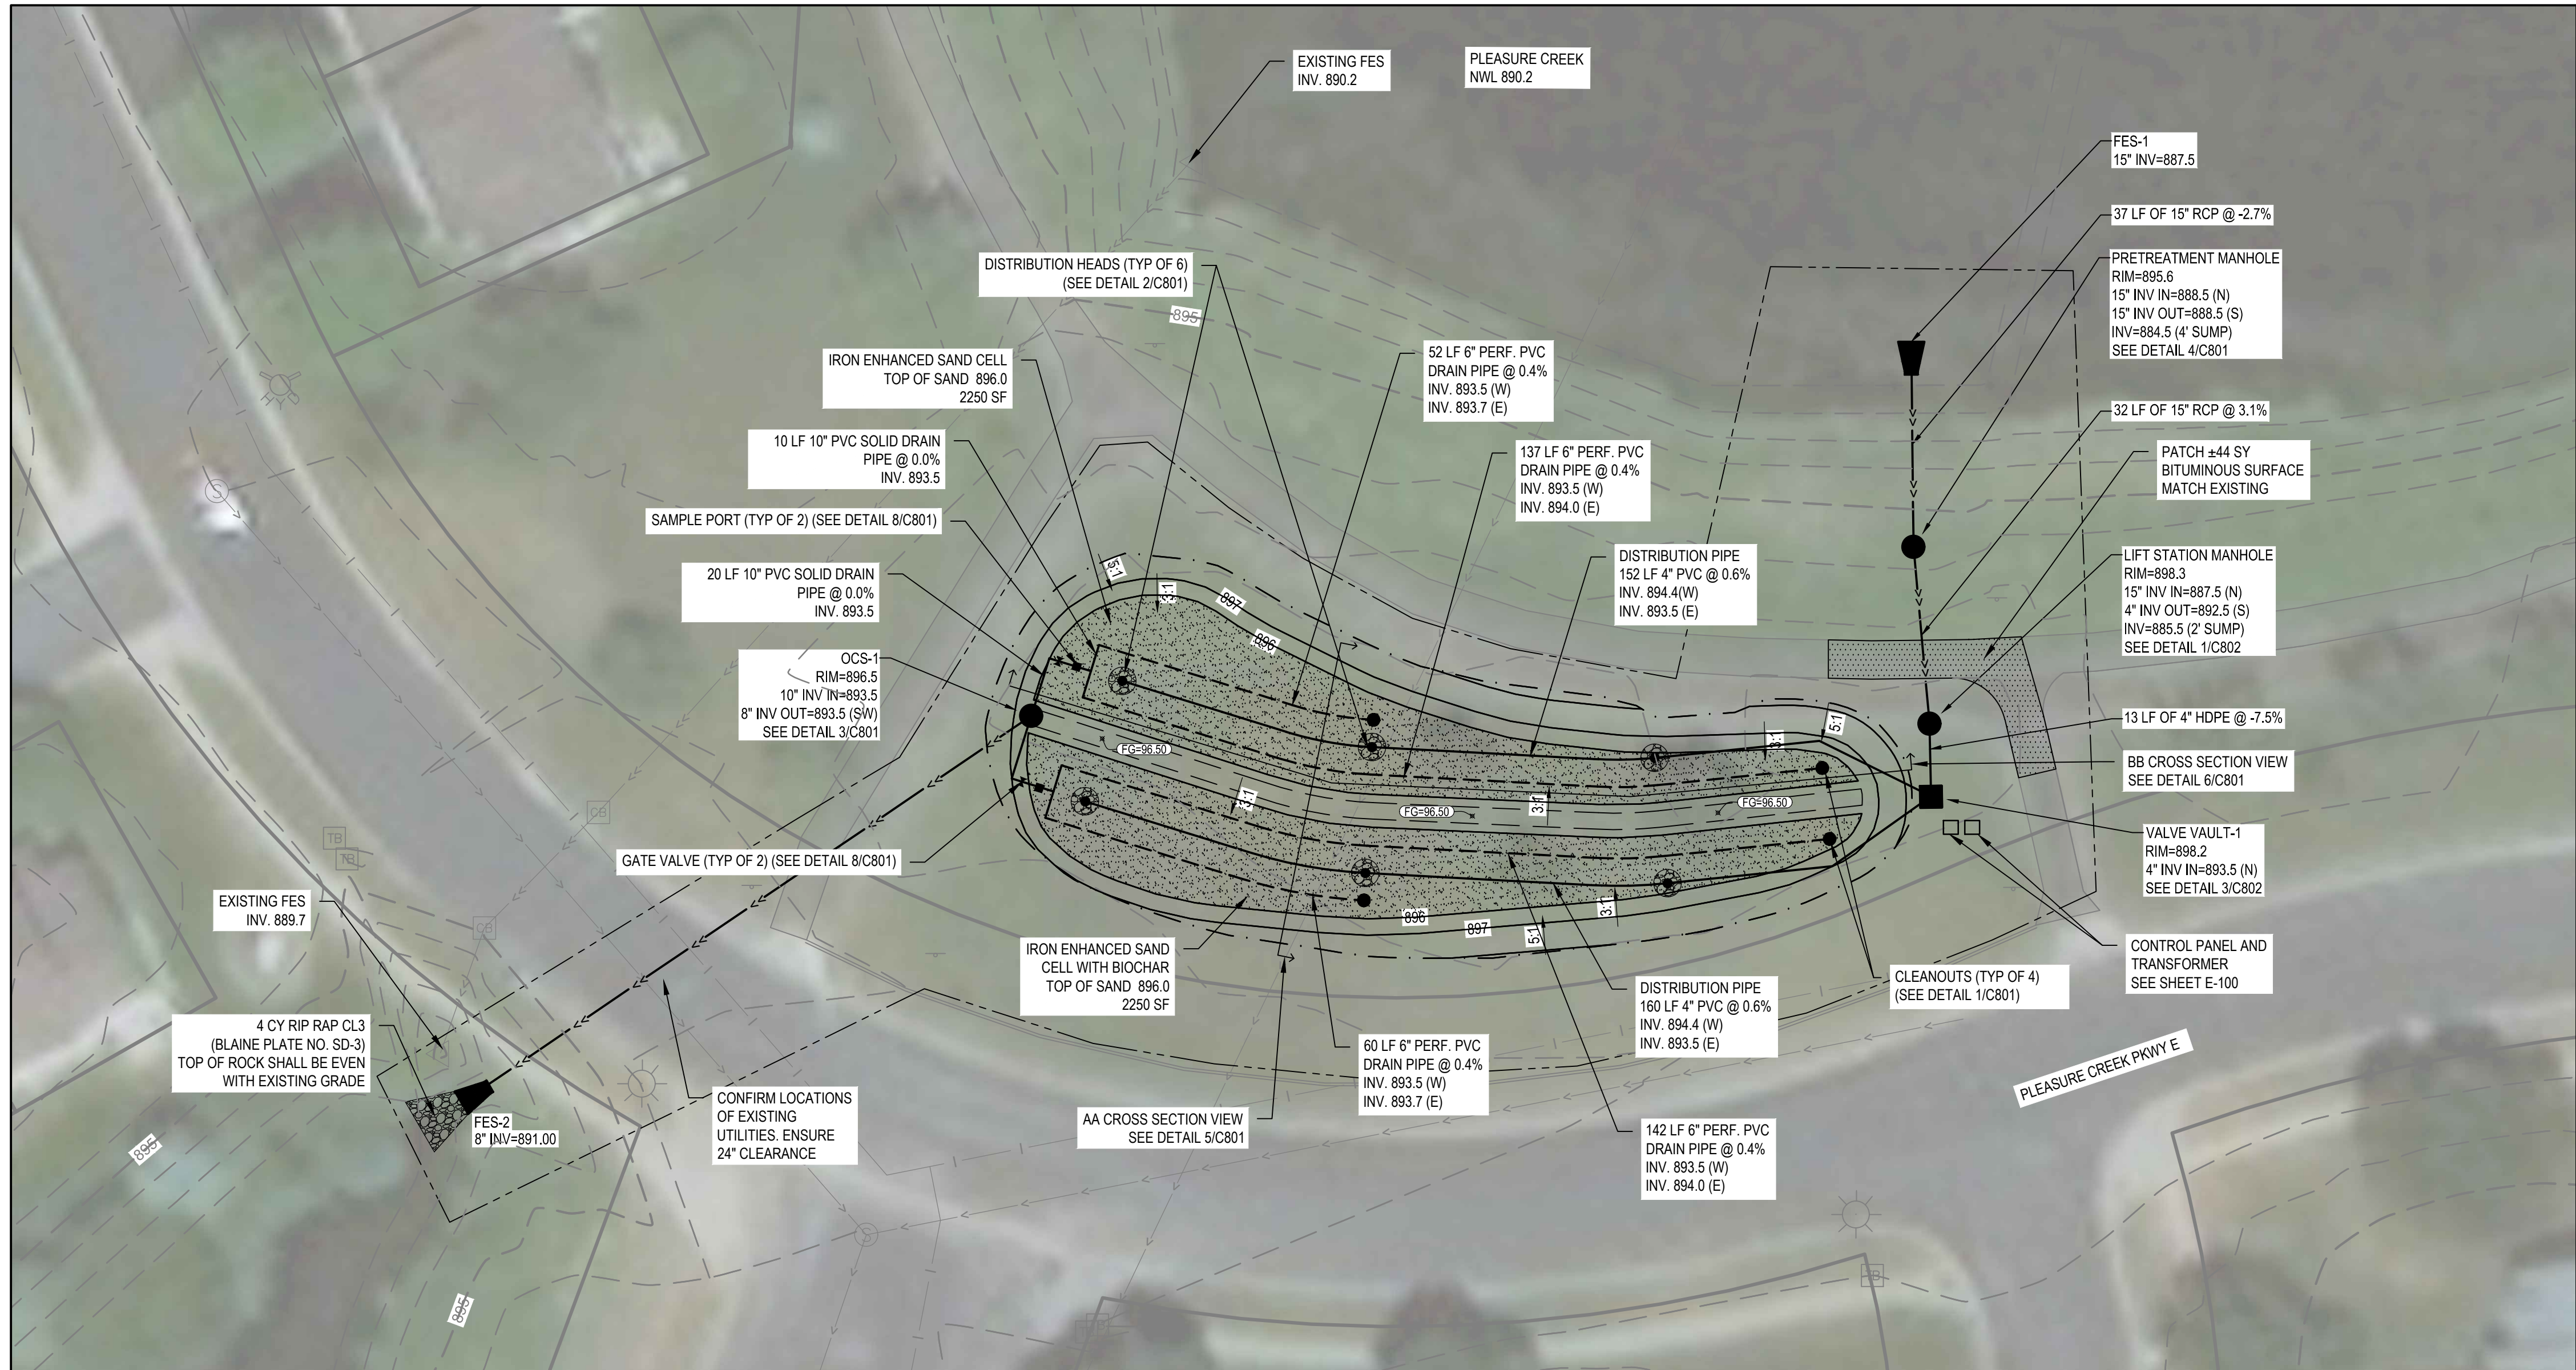 EXISTING FES
INV. 890.2
PLEASURE CREEK
NWL 890.2
FES-1
15" INV=887.5
37 LF OF 15" RCP @ -2.7%
PRETREATMENT MANHOLE
RIM=895.6
15" INV IN=888.5 (N)
15" INV OUT=888.5 (S)
INV=884.5 (4' SUMP)
SEE DETAIL 4/C801
32 LF OF 15" RCP @ 3.1%
PATCH ±44 SY
BITUMINOUS SURFACE
MATCH EXISTING
LIFT STATION MANHOLE
RIM=898.3
15" INV IN=887.5 (N)
4" INV OUT=892.5 (S)
INV=885.5 (2' SUMP)
SEE DETAIL 1/C802
13 LF OF 4" HDPE @ -7.5%
BB CROSS SECTION VIEW
SEE DETAIL 6/C801
VALVE VAULT-1
RIM=898.2
4" INV IN=893.5 (N)
SEE DETAIL 3/C802
CONTROL PANEL AND
TRANSFORMER
SEE SHEET E-100
CLEANOUTS (TYP OF 4)
(SEE DETAIL 1/C801)
PLEASURE CREEK PKWY E
DISTRIBUTION HEADS (TYP OF 6)
(SEE DETAIL 2/C801)
895
IRON ENHANCED SAND CELL
TOP OF SAND 896.0
2250 SF
10 LF 10" PVC SOLID DRAIN
PIPE @ 0.0%
INV. 893.5
SAMPLE PORT (TYP OF 2) (SEE DETAIL 8/C801)
20 LF 10" PVC SOLID DRAIN
PIPE @ 0.0%
INV. 893.5
OCS-1
RIM=896.5
10" INV IN=893.5
8" INV OUT=893.5 (SW)
SEE DETAIL 3/C801
GATE VALVE (TYP OF 2) (SEE DETAIL 8/C801)
52 LF 6" PERF. PVC
DRAIN PIPE @ 0.4%
INV. 893.5 (W)
INV. 893.7 (E)
137 LF 6" PERF. PVC
DRAIN PIPE @ 0.4%
INV. 893.5 (W)
INV. 894.0 (E)
DISTRIBUTION PIPE
152 LF 4" PVC @ 0.6%
INV. 894.4(W)
INV. 893.5 (E)
5:1
3:1
897
896
3:1
5:1
FG=96.50
3:1
FG=96.50
3:1
FG=96.50
896
897
5:1
3:1
EXISTING FES
INV. 889.7
4 CY RIP RAP CL3
(BLAINE PLATE NO. SD-3)
TOP OF ROCK SHALL BE EVEN
WITH EXISTING GRADE
FES-2
8" INV=891.00
CONFIRM LOCATIONS
OF EXISTING
UTILITIES. ENSURE
24" CLEARANCE
IRON ENHANCED SAND
CELL WITH BIOCHAR
TOP OF SAND 896.0
2250 SF
AA CROSS SECTION VIEW
SEE DETAIL 5/C801
60 LF 6" PERF. PVC
DRAIN PIPE @ 0.4%
INV. 893.5 (W)
INV. 893.7 (E)
DISTRIBUTION PIPE
160 LF 4" PVC @ 0.6%
INV. 894.4 (W)
INV. 893.5 (E)
142 LF 6" PERF. PVC
DRAIN PIPE @ 0.4%
INV. 893.5 (W)
INV. 894.0 (E)
895
895
S
CB
TB
TB
CB
S
TB
HYD